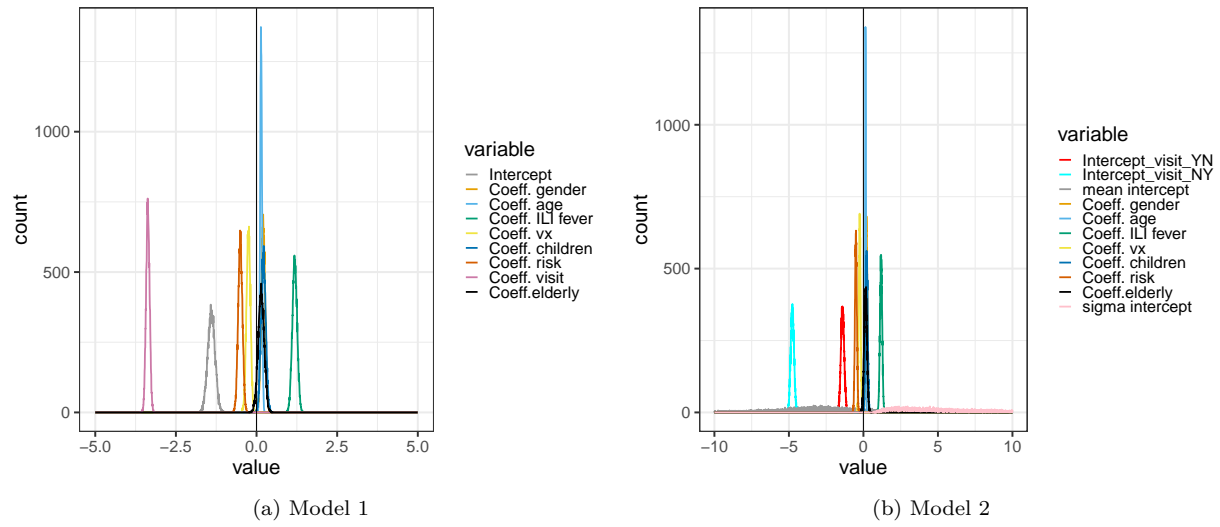 count
1000
500
0
−5.0
−2.5
0.0
2.5
5.0
value
variable
Intercept
Coeff. gender
Coeff. age
Coeff. ILI fever
Coeff. vx
Coeff. children
Coeff. risk
Coeff. visit
Coeff.elderly
(a) Model 1
count
1000
500
0
−10
−5
0
5
10
value
variable
Intercept_visit_YN
Intercept_visit_NY
mean intercept
Coeff. gender
Coeff. age
Coeff. ILI fever
Coeff. vx
Coeff. children
Coeff. risk
Coeff.elderly
sigma intercept
(b) Model 2